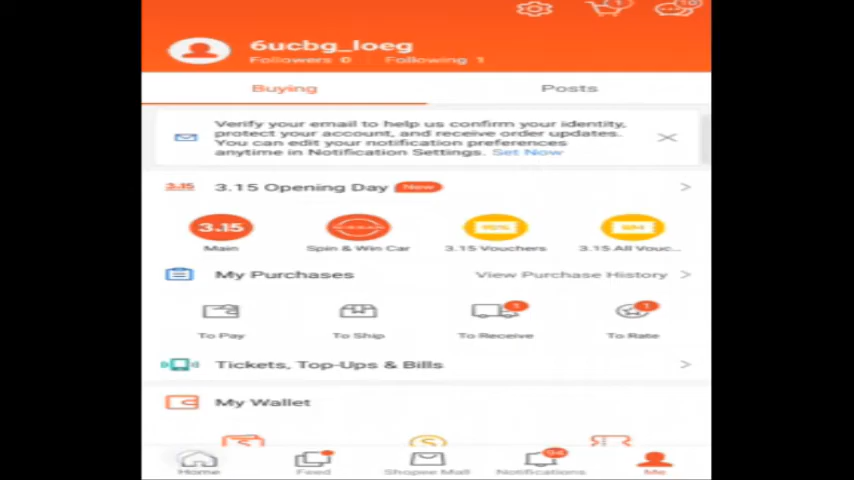 6ucbg_loeg
Followers 0 Following 1
Buying Posts
Verify your email to help us confirm your identity,
protect your account, and receive order updates.
You can edit your notification preferences
anytime in Notification Settings. Set Now
3.15 3.15 Opening Day New
3.15
Main Spin & Win Car 3.15 Vouchers 3.15 All Vouc...
My Purchases View Purchase History
1 1
To Pay To Ship To Receive To Rate
Tickets, Top-Ups & Bills
My Wallet
Home Feed Shopee Mall Notifications Me